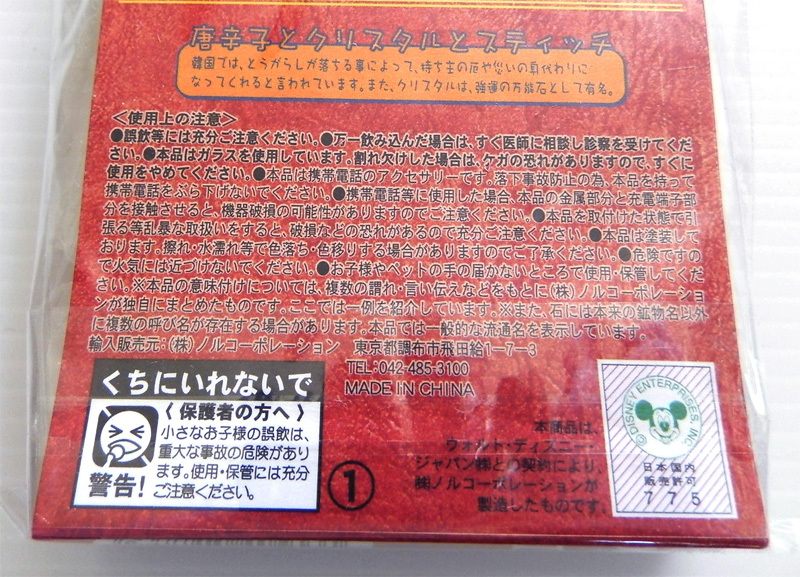 唐辛子とクリスタルとスティッチ
韓国では、とうがらしが落ちる事によって、持ち主の厄や災いの身代わりに
なってくれると言われています。また、クリスタルは、強運の万能石として有名。
＜使用上の注意＞
●誤飲等には充分ご注意ください。●万一飲み込んだ場合は、すぐ医師に相談し診察を受けてくだ
さい。●本品はガラスを使用しています。割れ欠けした場合は、ケガの恐れがありますので、すぐに
使用をやめてください。●本品は携帯電話のアクセサリーです。落下事故防止の為、本品を持って
携帯電話をぶら下げないでください。●携帯電話等に使用した場合、本品の金属部分と充電端子部
分を接触させると、機器破損の可能性がありますのでご注意ください。●本品を取付けた状態で引
張る等乱暴な取扱いをすると、破損などの恐れがあるので充分ご注意ください。●本品は塗装して
おります。擦れ・水濡れ等で色落ち・色移りする場合がありますのでご了承ください。●危険ですの
で火気には近づけないでください。●お子様やペットの手の届かないところで使用・保管してくだ
さい。※本品の意味付けについては、複数の謂れ・言い伝えなどをもとに(株)ノルコーポレーショ
ンが独自にまとめたものです。ここでは一例を紹介しています。※また、石には本来の鉱物名以外
に複数の呼び名が存在する場合があります。本品では一般的な流通名を表示しています。
輸入販売元:(株)ノルコーポレーション 東京都調布市飛田給1-7-3
TEL:042-485-3100
MADE IN CHINA
くちにいれないで
〈保護者の方へ〉
小さなお子様の誤飲は、
重大な事故の危険があり
ます。使用・保管には充分
ご注意ください。
警告!
①
本商品は、
ウォルト・ディズニー・
ジャパン㈱との契約により、
㈱ノルコーポレーションが
製造したものです。
©DISNEY ENTERPRISES, INC.
日本国内
販売許可
775